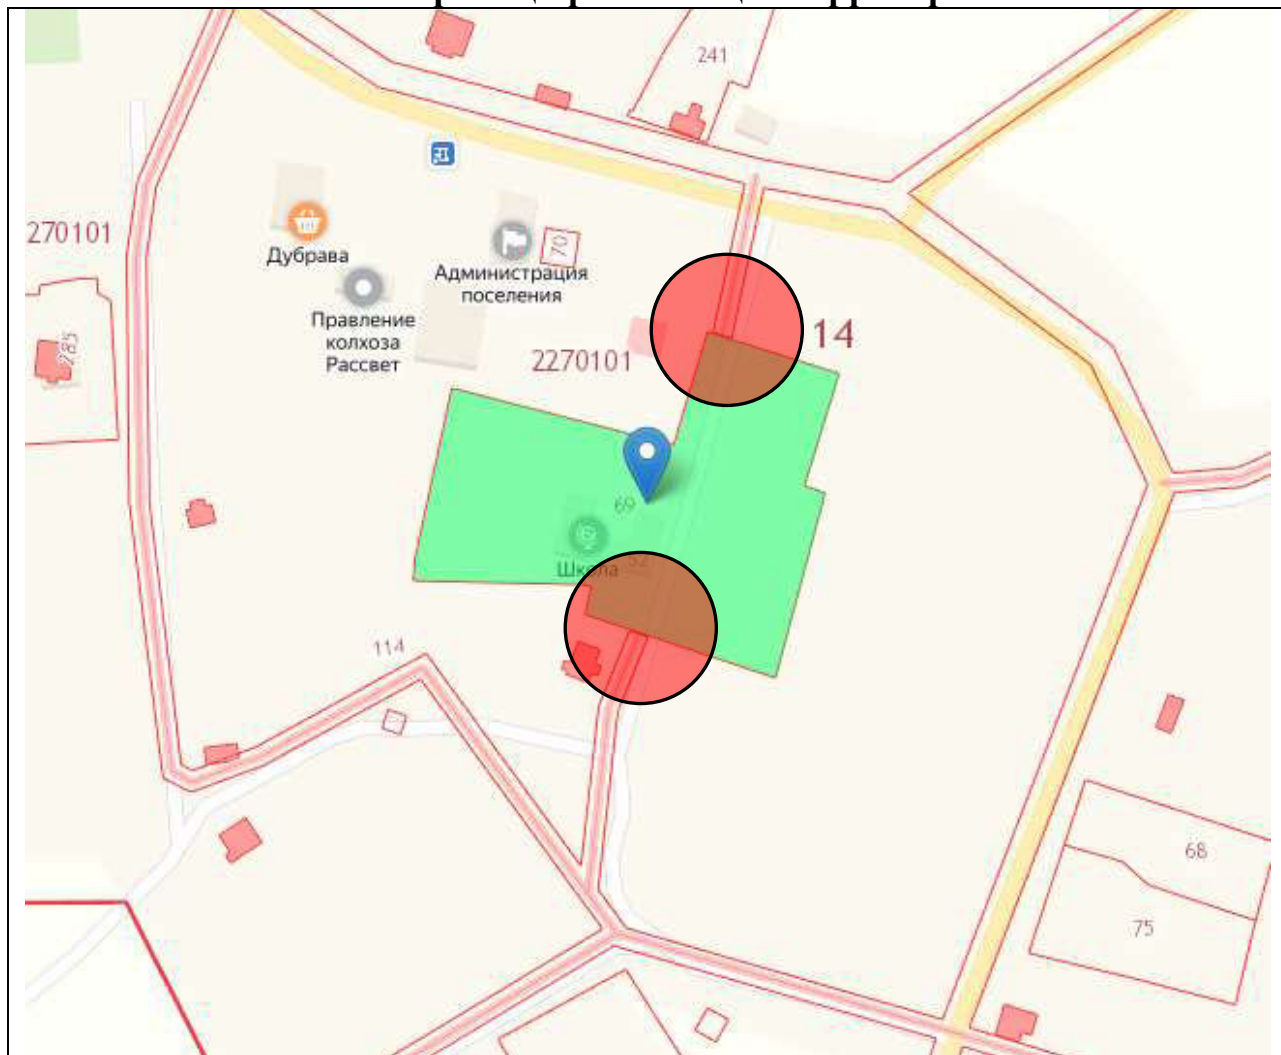 241
270101
Дубрава
70
Администрация
поселения
Правление
колхоза
Рассвет
14
2270101
285
69
52
Школа
114
68
75